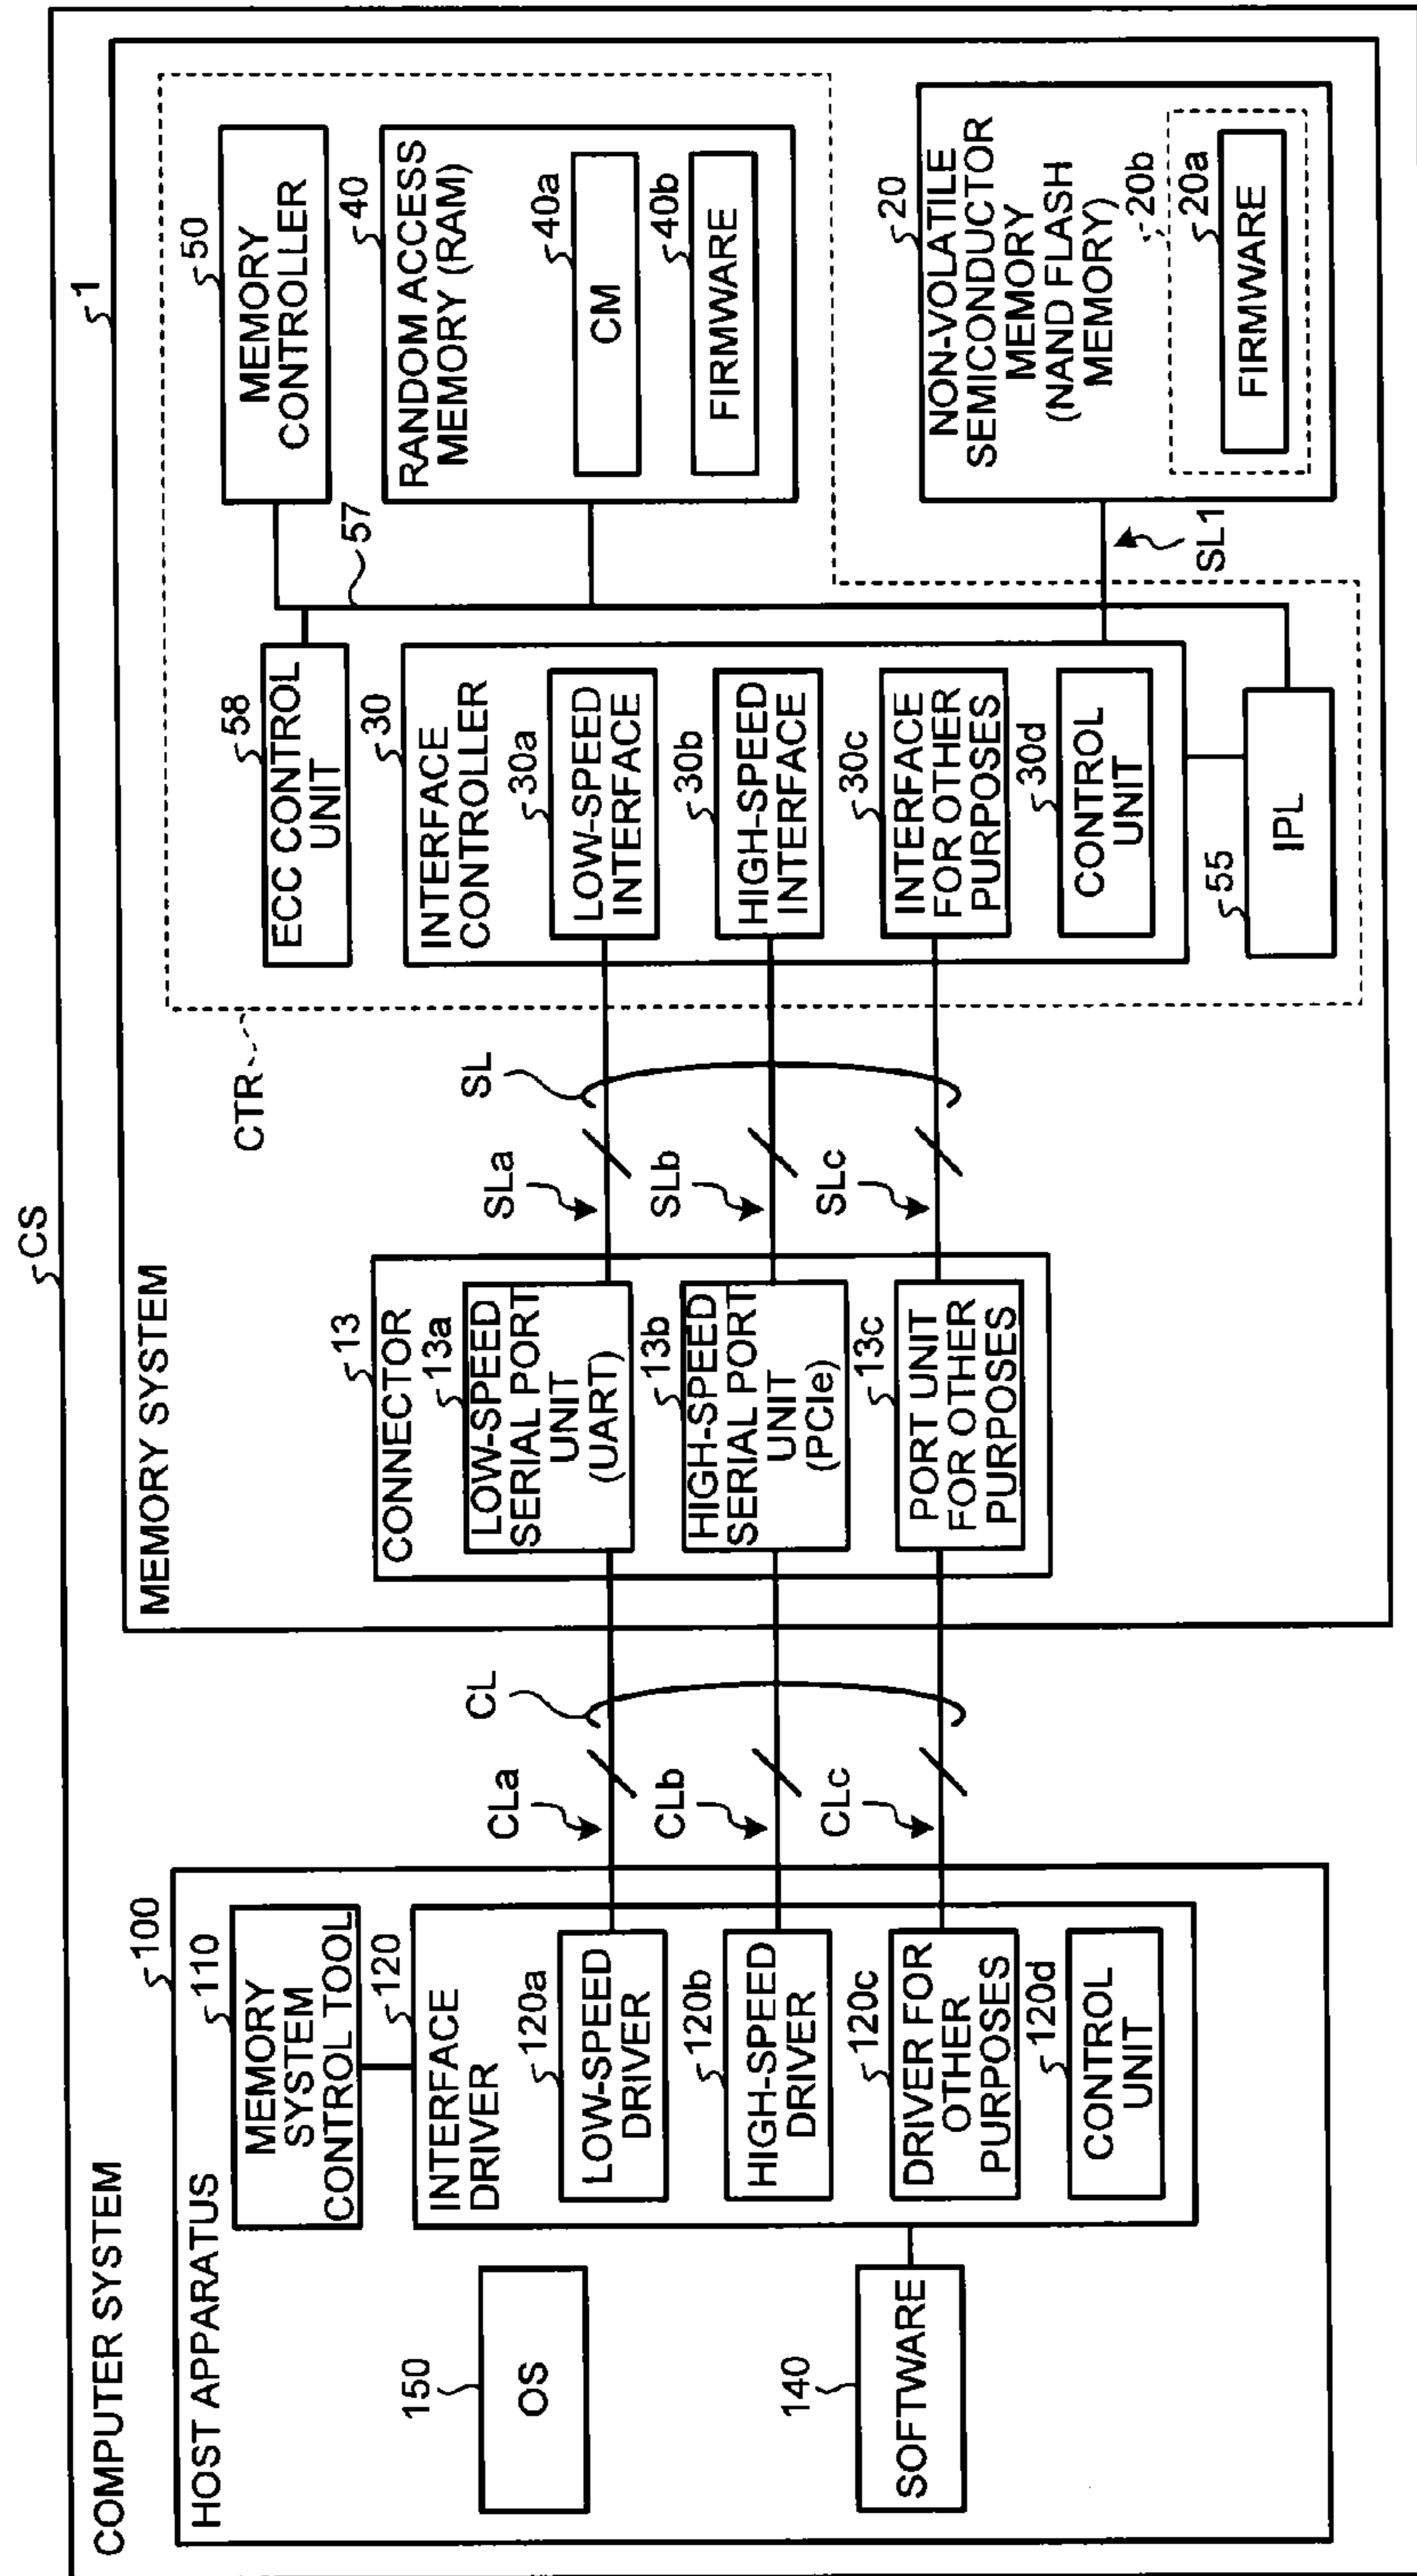 CS
COMPUTER SYSTEM
HOST APPARATUS
100
150
OS
140
SOFTWARE
110
MEMORY
SYSTEM
CONTROL TOOL
120
INTERFACE
DRIVER
120a
LOW-SPEED
DRIVER
120b
HIGH-SPEED
DRIVER
120c
DRIVER FOR
OTHER
PURPOSES
120d
CONTROL
UNIT
CL
CLa
CLb
CLc
MEMORY SYSTEM
1
13
CONNECTOR
13a
LOW-SPEED
SERIAL PORT
UNIT
(UART)
13b
HIGH-SPEED
SERIAL PORT
UNIT
(PCIe)
13c
PORT UNIT
FOR OTHER
PURPOSES
SL
SLa
SLb
SLc
CTR
58
ECC CONTROL
UNIT
30
INTERFACE
CONTROLLER
30a
LOW-SPEED
INTERFACE
30b
HIGH-SPEED
INTERFACE
30c
INTERFACE
FOR OTHER
PURPOSES
30d
CONTROL
UNIT
55
IPL
57
50
MEMORY
CONTROLLER
40
RANDOM ACCESS
MEMORY (RAM)
40a
CM
40b
FIRMWARE
SL1
20
NON-VOLATILE
SEMICONDUCTOR
MEMORY
(NAND FLASH
MEMORY)
20b
20a
FIRMWARE